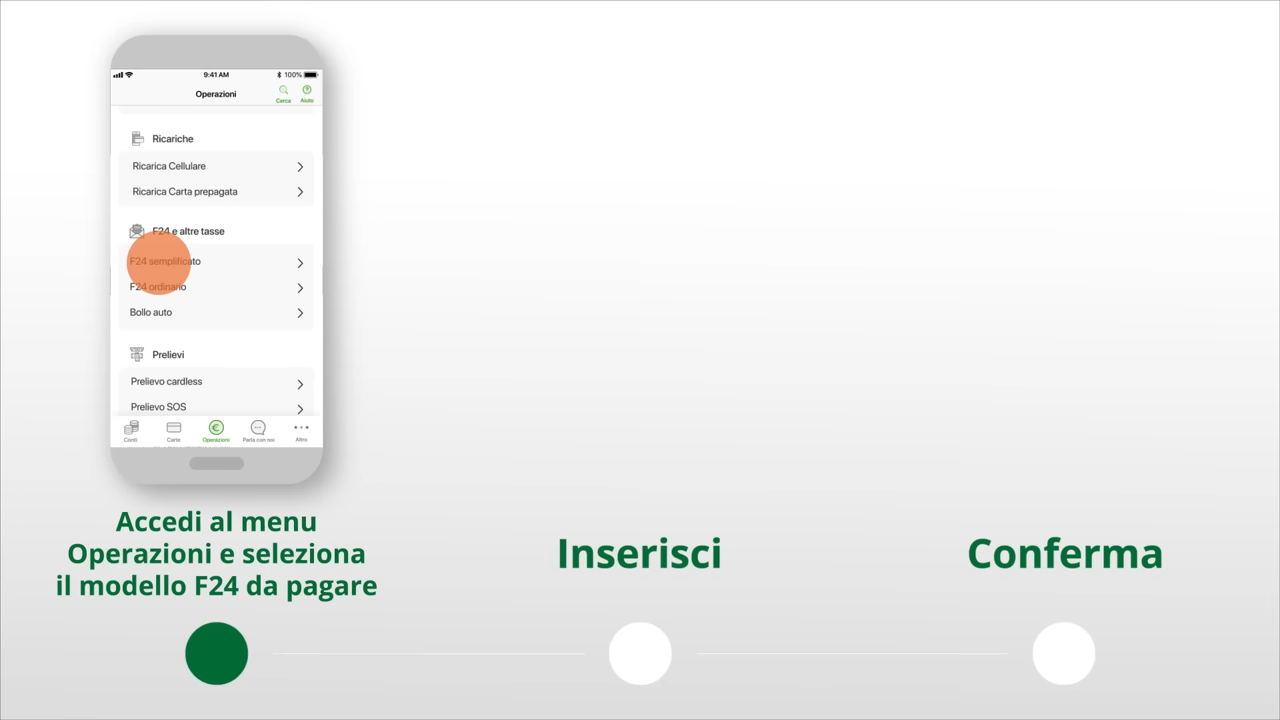 9:41 AM
100%
Operazioni
Cerca
Aiuto
Ricariche
Ricarica Cellulare
Ricarica Carta prepagata
F24 e altre tasse
F24 semplificato
F24 ordinario
Bollo auto
Prelievi
Prelievo cardless
Prelievo SOS
Conti
Carte
Operazioni
Parla con noi
Altro
Accedi al menu
Operazioni e seleziona
il modello F24 da pagare
Inserisci
Conferma